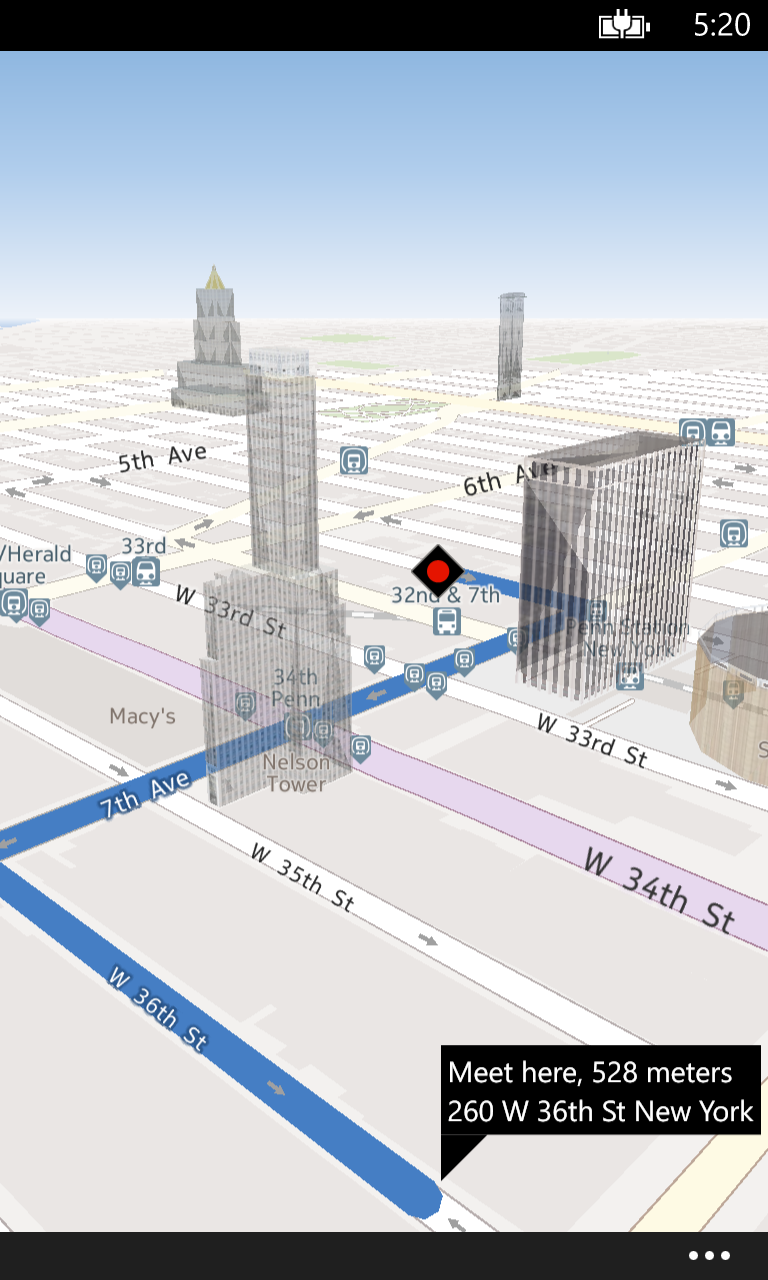 5:20
5th Ave
6th Ave
/Herald
quare
33rd
W 33rd St
32nd & 7th
Penn Station
New York
34th
Penn
Macy's
Nelson
Tower
W 33rd St
S
7th Ave
W 35th St
W 34th St
W 36th St
Meet here, 528 meters
260 W 36th St New York